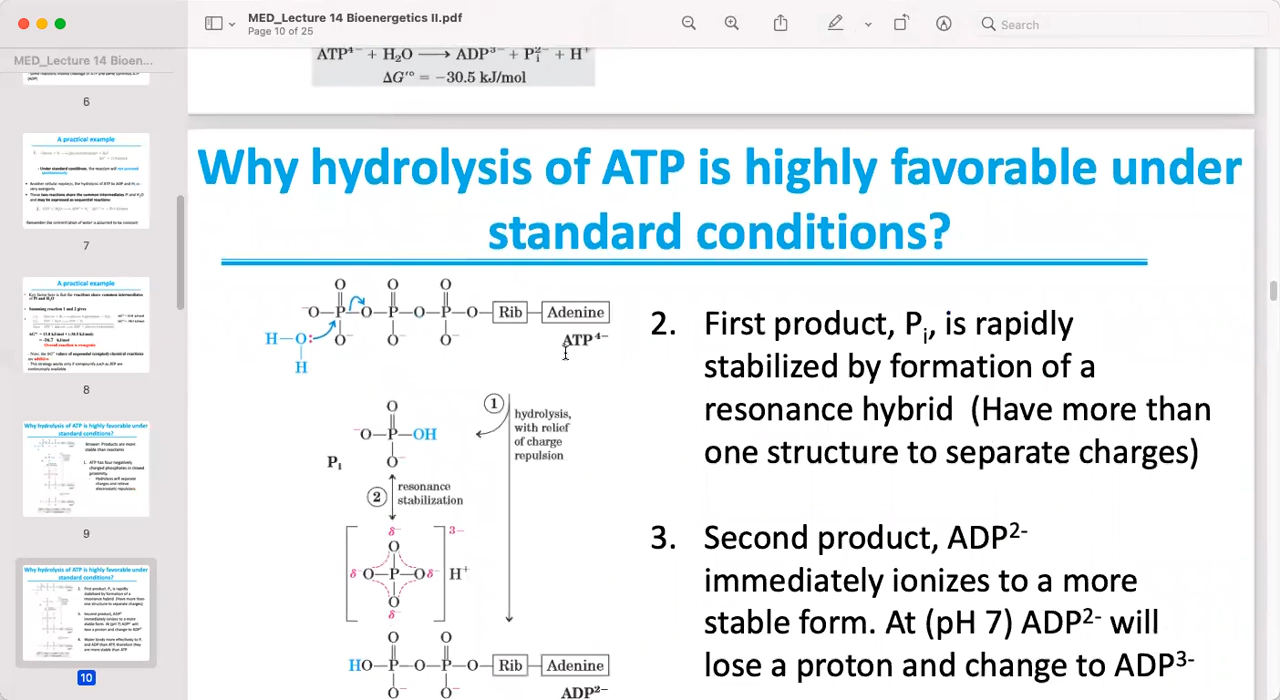 MED_Lecture 14 Bioenergetics II.pdf
Page 10 of 25
Search
MED_Lecture 14 Bioen...
6
A practical example
7
A practical example
8
Why hydrolysis of ATP is highly favorable under
standard conditions?
9
Why hydrolysis of ATP is highly favorable under
standard conditions?
10
ATP⁴⁻ + H₂O ⟶ ADP³⁻ + Pᵢ²⁻ + H⁺
ΔG′° = −30.5 kJ/mol
Why hydrolysis of ATP is highly favorable under
standard conditions?
O O O
⁻O—P—O—P—O—P—O—Rib—Adenine
H—O: O⁻ O⁻ O⁻ ATP⁴⁻
H
O
⁻O—P—OH
Pᵢ O⁻
1
hydrolysis,
with relief
of charge
repulsion
2 resonance
stabilization
δ⁻ 3−
O
δ⁻O—P—Oδ⁻ H⁺
O
δ⁻
O O
HO—P—O—P—O—Rib—Adenine
O⁻ O⁻ ADP²⁻
2. First product, Pᵢ, is rapidly
stabilized by formation of a
resonance hybrid (Have more than
one structure to separate charges)
3. Second product, ADP²⁻
immediately ionizes to a more
stable form. At (pH 7) ADP²⁻ will
lose a proton and change to ADP³⁻